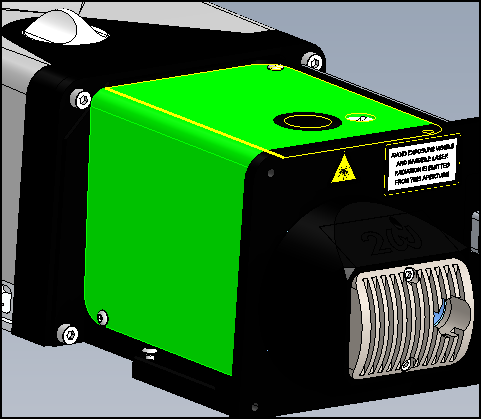 AVOID EXPOSURE VISIBLE
AND INVISIBLE LASER
RADIATION IS EMITTED
FROM THIS APERTURE